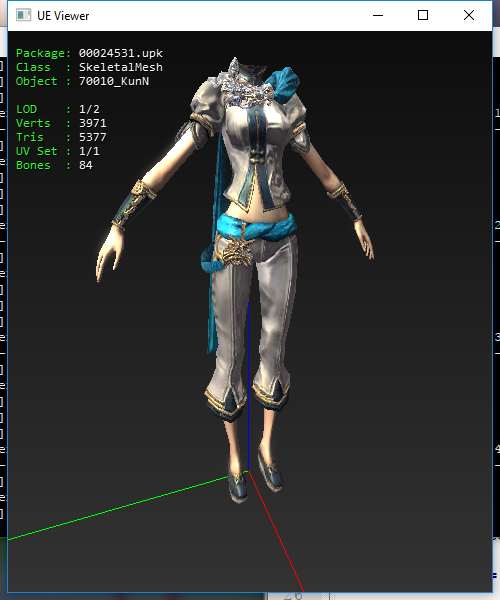 UE Viewer
Package: 00024531.upk
Class : SkeletalMesh
Object : 70010_KunN
LOD : 1/2
Verts : 3971
Tris : 5377
UV Set : 1/1
Bones : 84